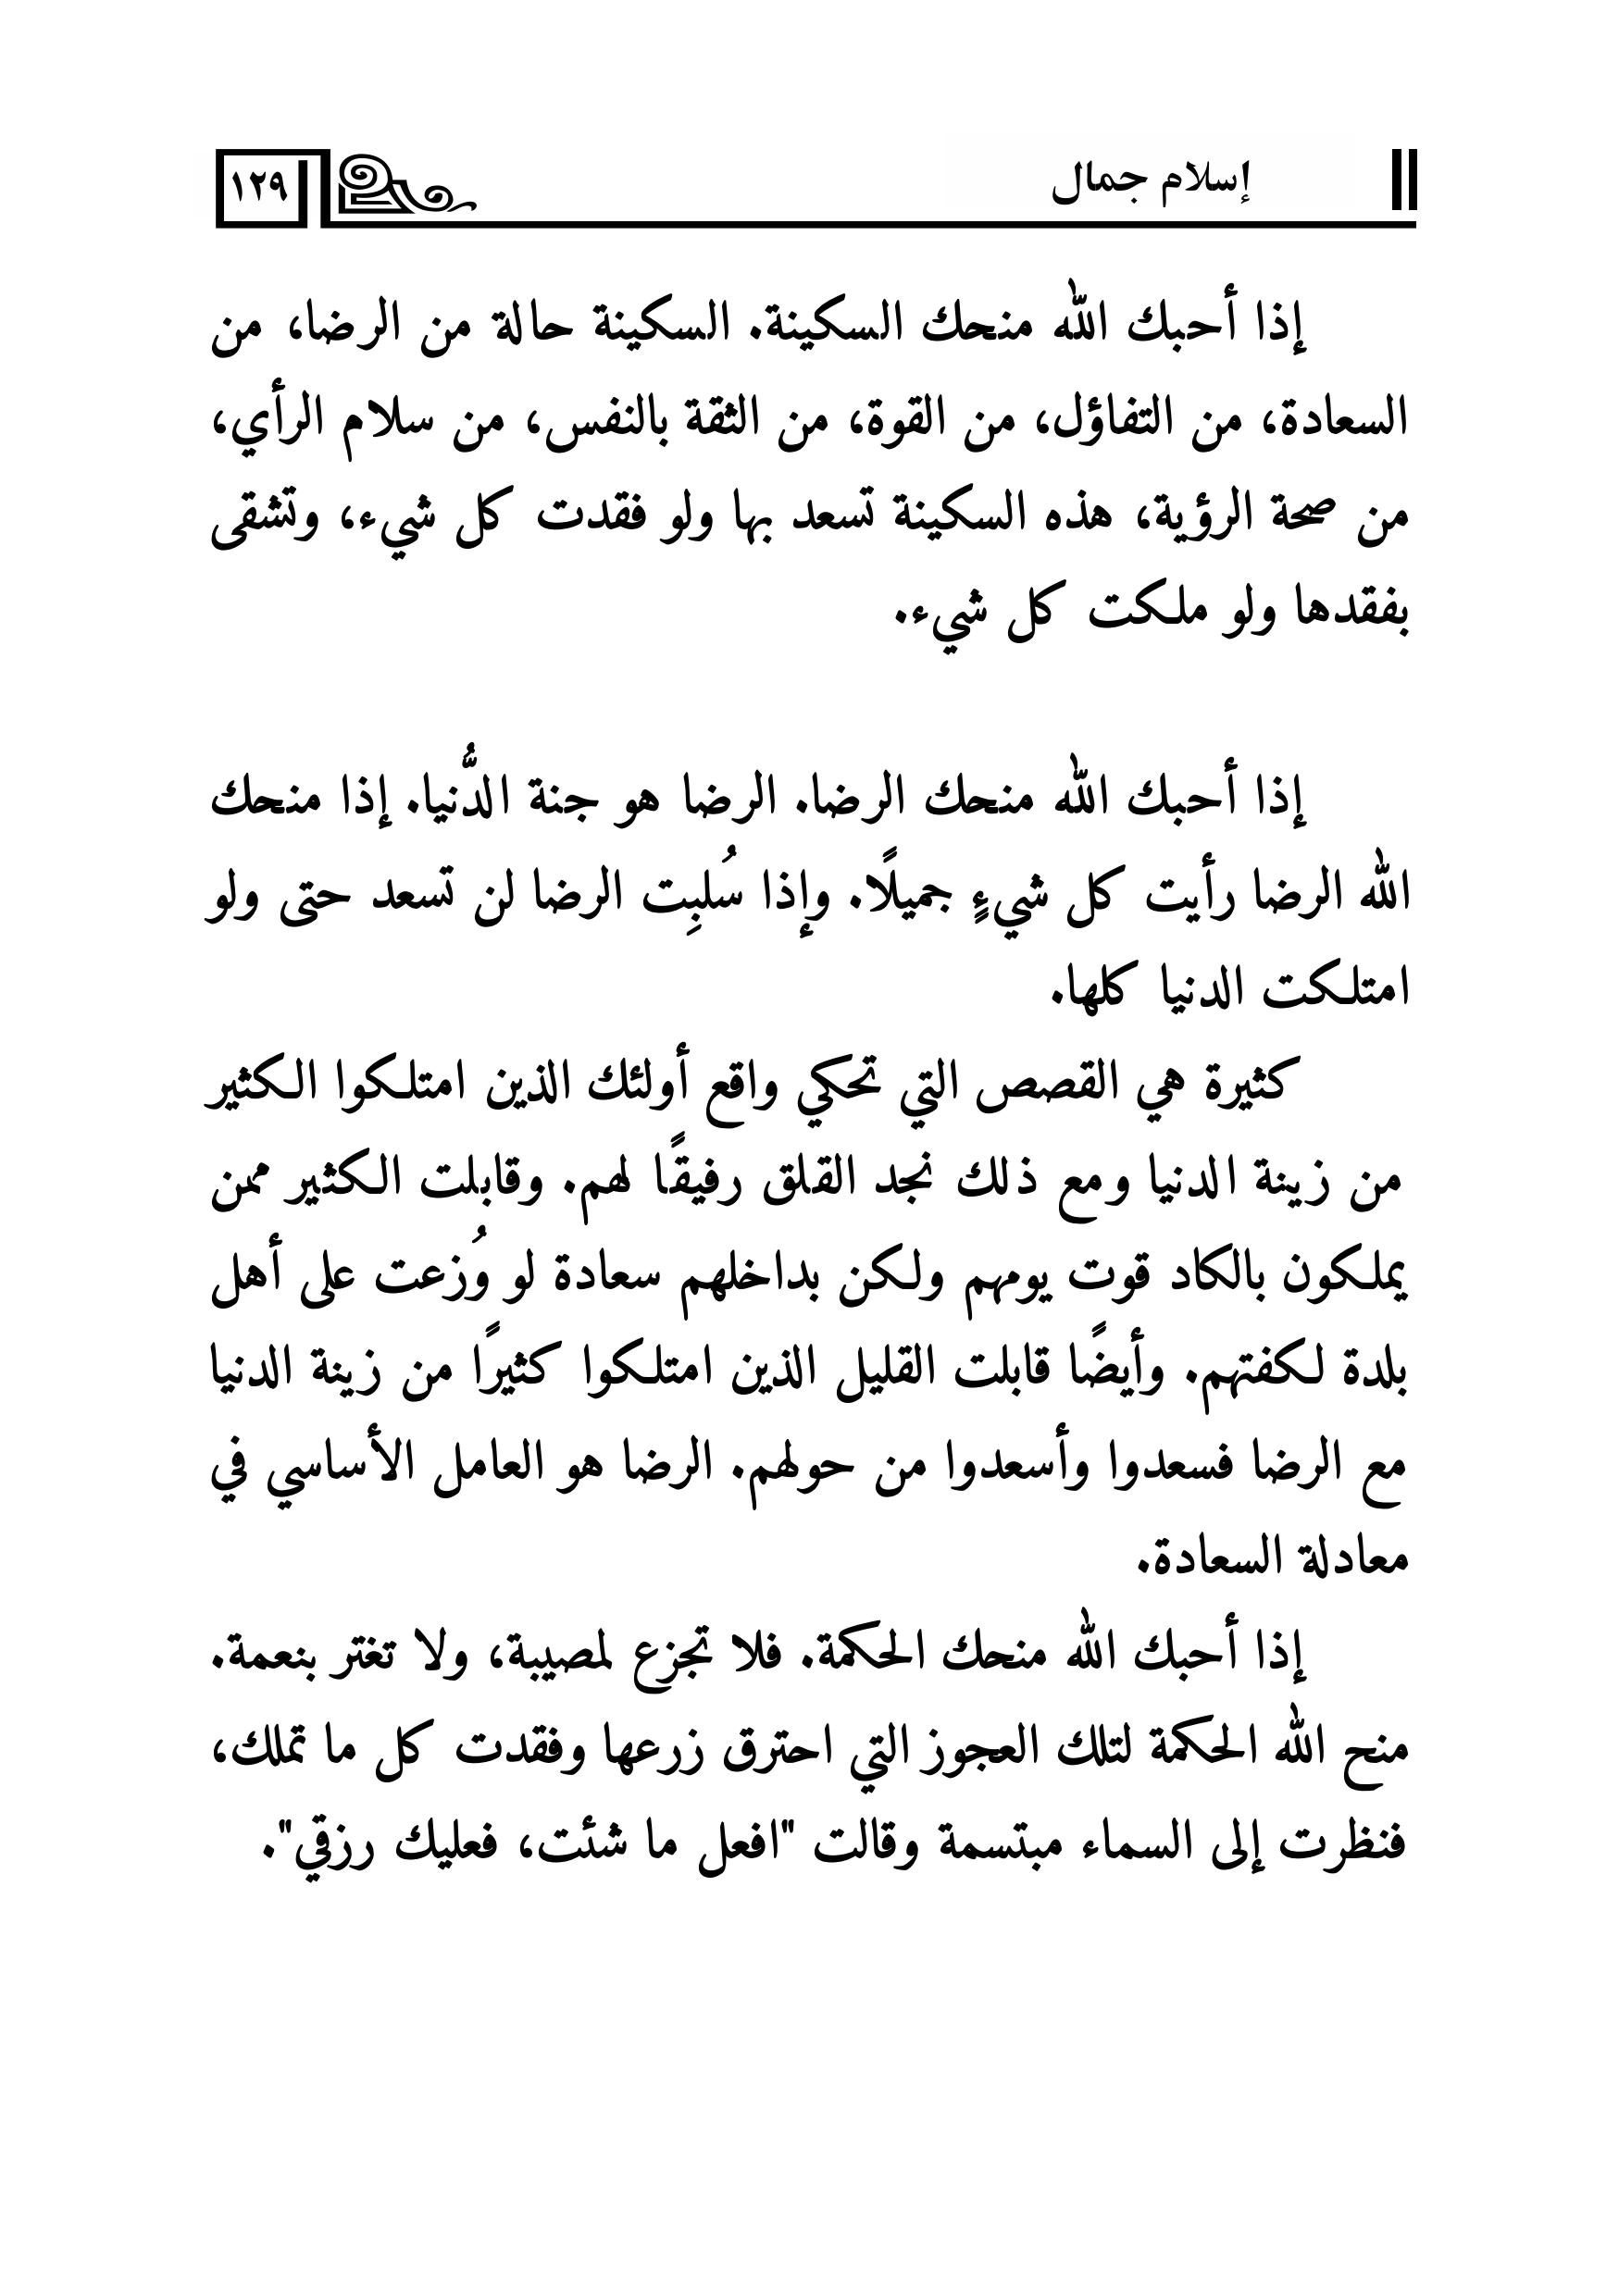 إسلام جمال
١٢٩
إذا أحبك الله منحك السكينة. السكينة حالة من الرضا، من
السعادة، من التفاؤل، من القوة، من الثقة بالنفس، من سلام الرأي،
من صحة الرؤية، هذه السكينة تسعد بها ولو فقدت كل شيء، وتشقى
بفقدها ولو ملكت كل شيء.
إذا أحبك الله منحك الرضا. الرضا هو جنة الدُّنيا. إذا منحك
الله الرضا رأيت كل شيءٍ جميلًا. وإذا سُلبِت الرضا لن تسعد حتى ولو
امتلكت الدنيا كلها.
كثيرة هي القصص التي تحكي واقع أولئك الذين امتلكوا الكثير
من زينة الدنيا ومع ذلك نجد القلق رفيقًا لهم. وقابلت الكثير ممن
يملكون بالكاد قوت يومهم ولكن بداخلهم سعادة لو وُزعت على أهل
بلدة لكفتهم. وأيضًا قابلت القليل الذين امتلكوا كثيرًا من زينة الدنيا
مع الرضا فسعدوا وأسعدوا من حولهم. الرضا هو العامل الأساسي في
معادلة السعادة.
إذا أحبك الله منحك الحكمة. فلا تجزع لمصيبة، ولا تغتر بنعمة.
منح الله الحكمة لتلك العجوز التي احترق زرعها وفقدت كل ما تملك،
فنظرت إلى السماء مبتسمة وقالت "افعل ما شئت، فعليك رزقي".